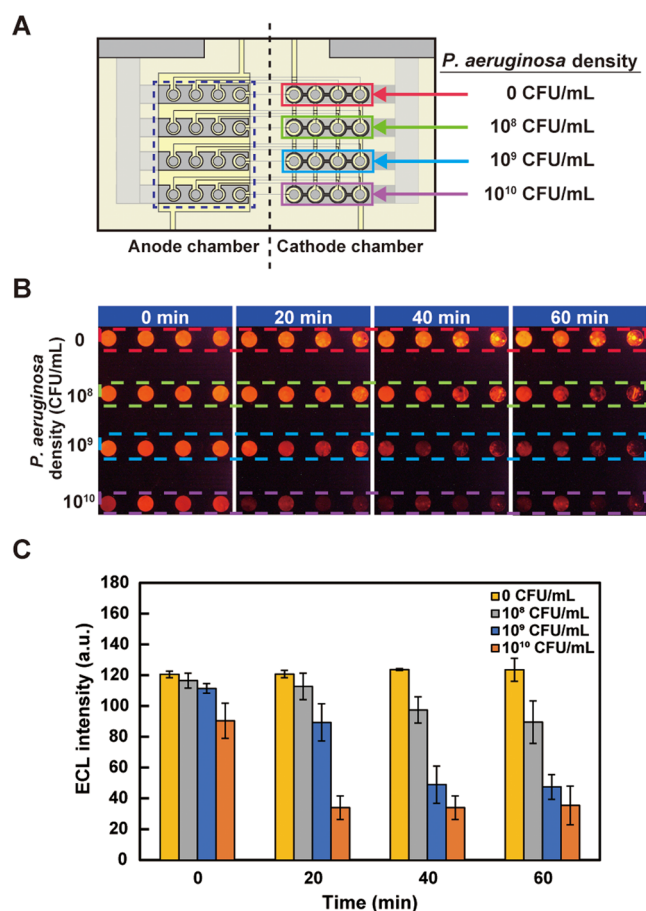 A
P. aeruginosa density
0 CFU/mL
10⁸ CFU/mL
10⁹ CFU/mL
10¹⁰ CFU/mL
Anode chamber
Cathode chamber
B
0 min 20 min 40 min 60 min
P. aeruginosa
density (CFU/mL)
0
10⁸
10⁹
10¹⁰
C
ECL intensity (a.u.)
180
160
140
120
100
80
60
40
20
0
0 CFU/mL
10⁸ CFU/mL
10⁹ CFU/mL
10¹⁰ CFU/mL
0 20 40 60
Time (min)